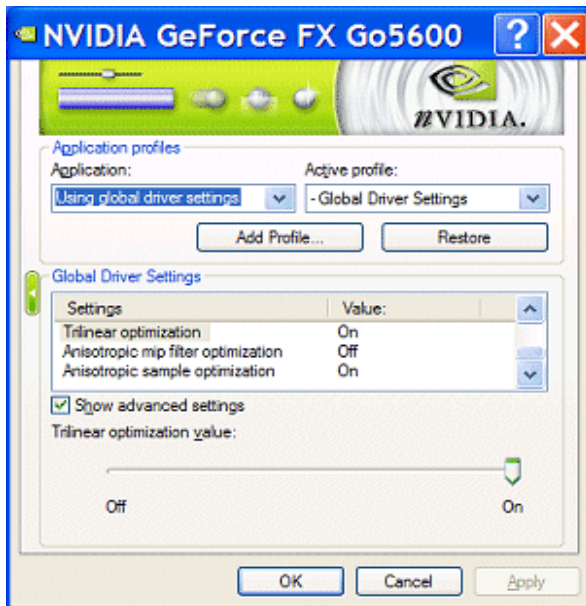 NVIDIA GeForce FX Go5600
nVIDIA.
Application profiles
Application: Active profile:
Using global driver settings - Global Driver Settings
Add Profile... Restore
Global Driver Settings
Settings Value:
Trilinear optimization On
Anisotropic mip filter optimization Off
Anisotropic sample optimization On
Show advanced settings
Trilinear optimization value:
Off On
OK Cancel Apply